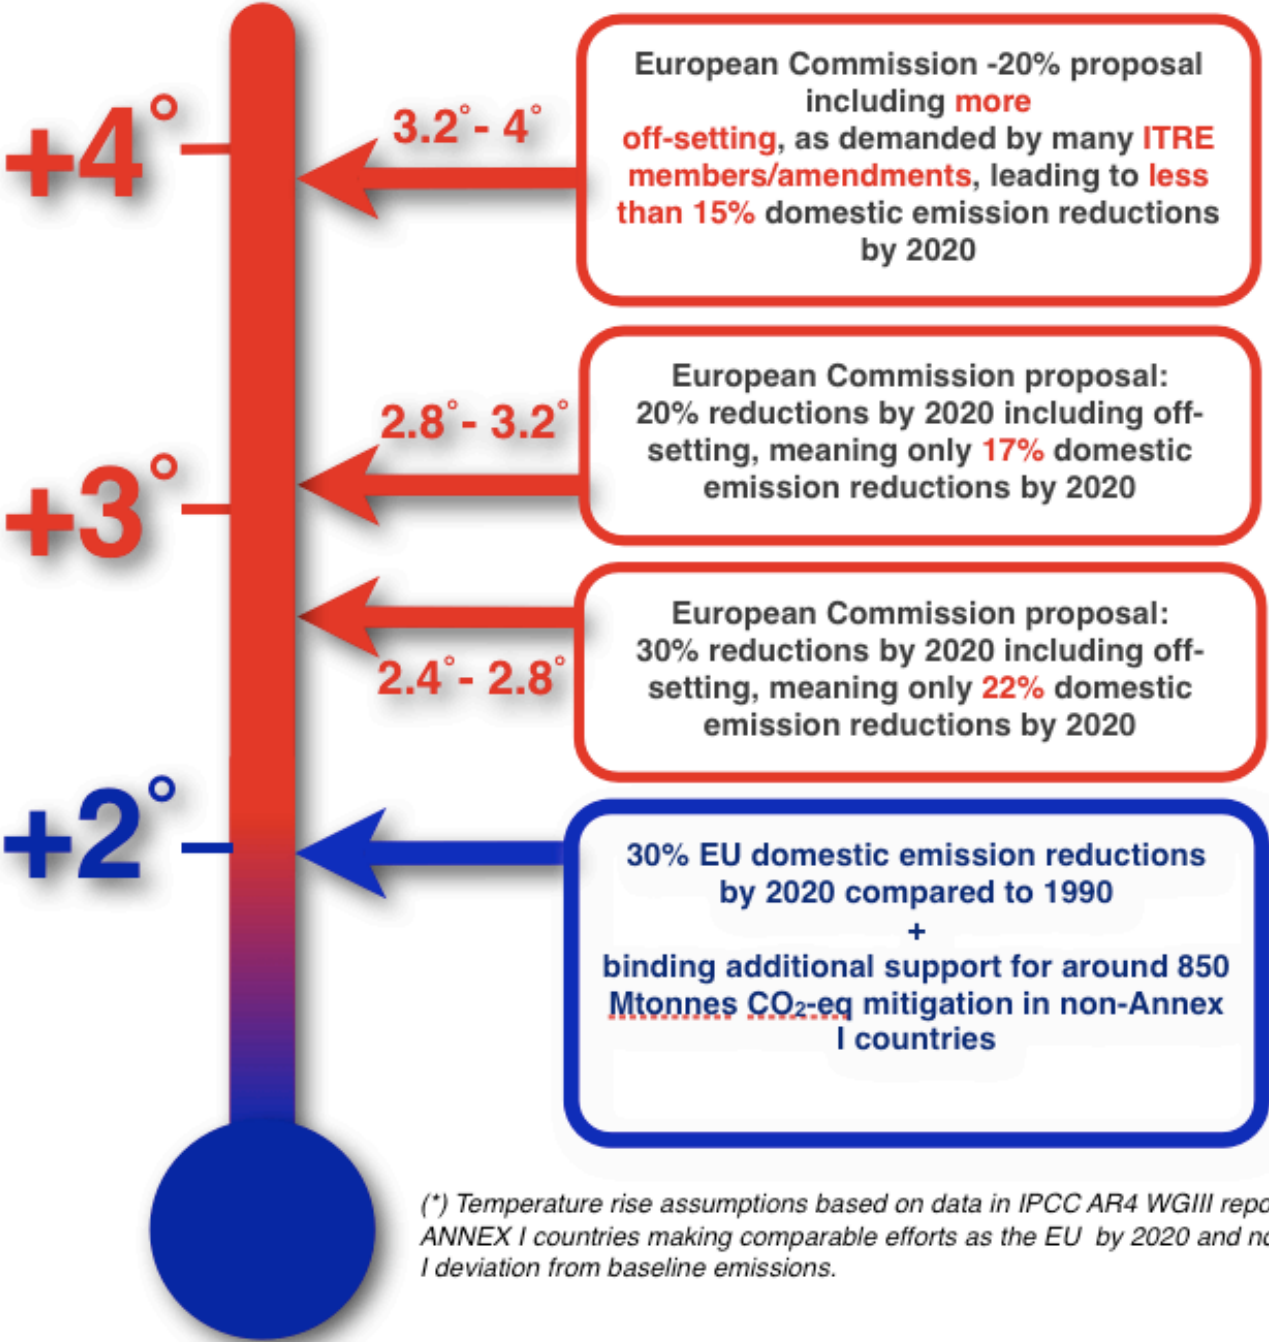 +4°
3.2°- 4°
European Commission -20% proposal
including more
off-setting, as demanded by many ITRE
members/amendments, leading to less
than 15% domestic emission reductions
by 2020
+3°
2.8°- 3.2°
European Commission proposal:
20% reductions by 2020 including off-
setting, meaning only 17% domestic
emission reductions by 2020
2.4°- 2.8°
European Commission proposal:
30% reductions by 2020 including off-
setting, meaning only 22% domestic
emission reductions by 2020
+2°
30% EU domestic emission reductions
by 2020 compared to 1990
+
binding additional support for around 850
Mtonnes CO₂-eq mitigation in non-Annex
I countries
(*) Temperature rise assumptions based on data in IPCC AR4 WGIII
ANNEX I countries making comparable efforts as the EU by 2020 and
I deviation from baseline emissions.